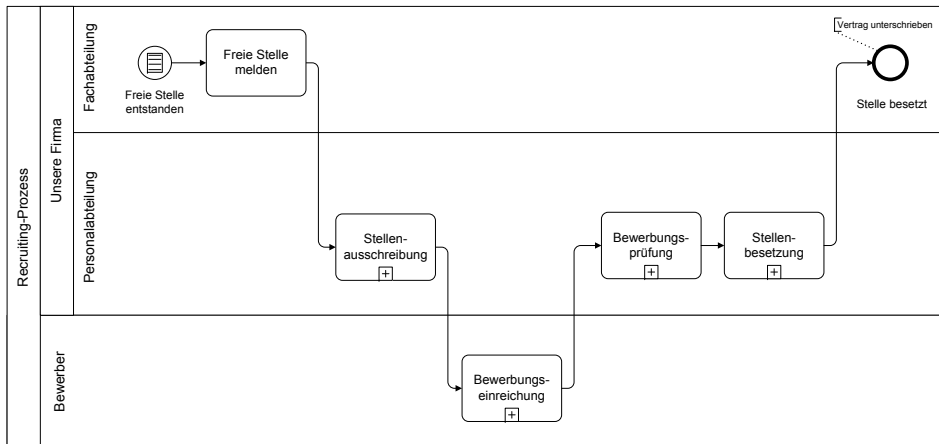 Recruiting-Prozess
Unsere Firma
Fachabteilung
Freie Stelle
entstanden
Freie Stelle
melden
Vertrag unterschrieben
Stelle besetzt
Personalabteilung
Stellen-
ausschreibung
Bewerbungs-
prüfung
Stellen-
besetzung
Bewerber
Bewerbungs-
einreichung